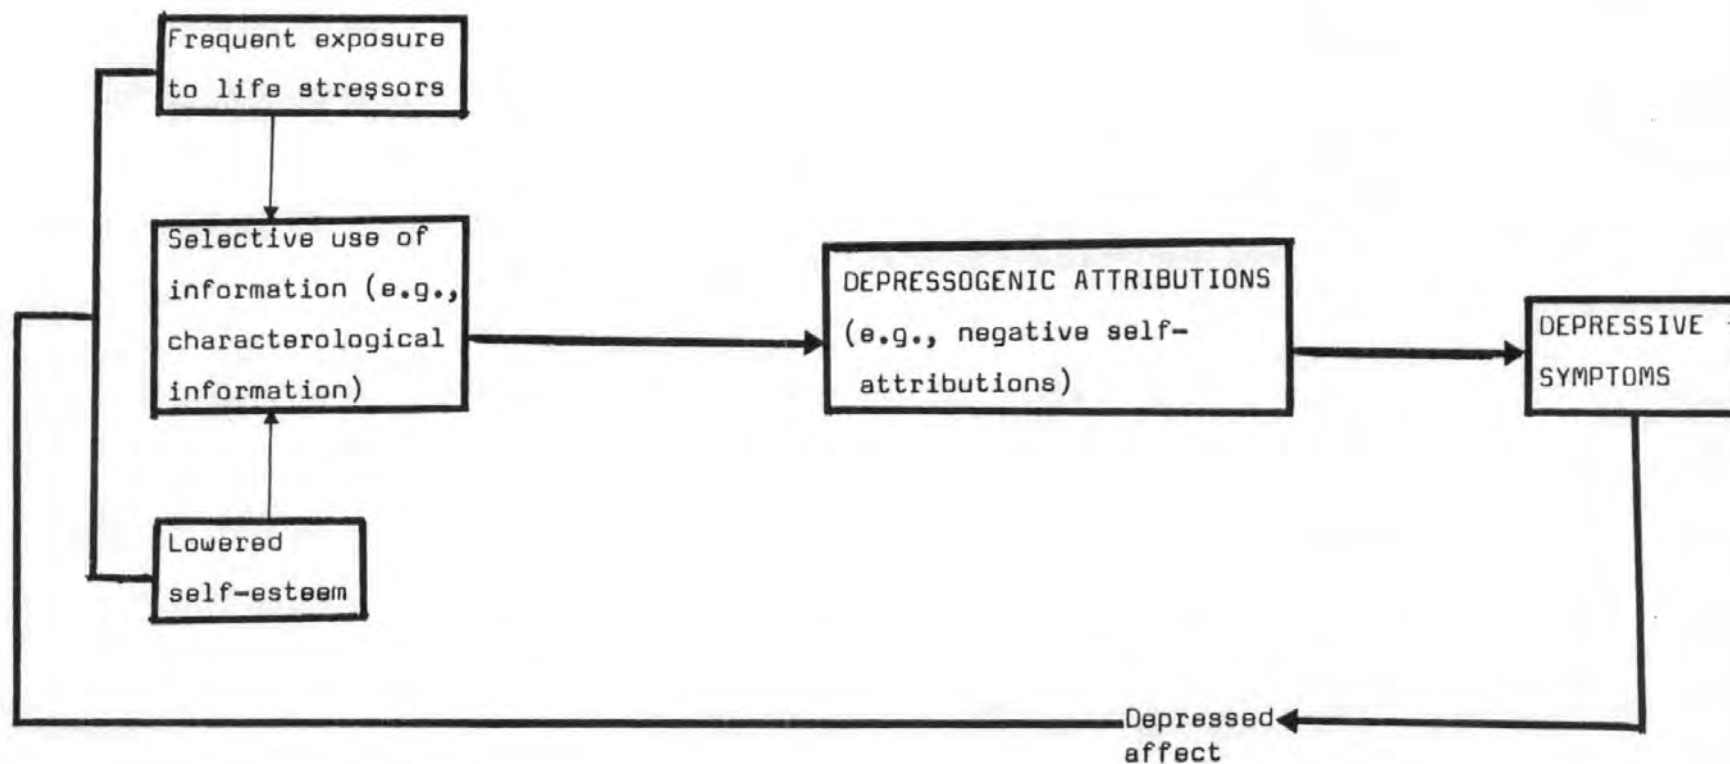 Frequent exposure
to life stressors
Selective use of
information (e.g.,
characterological
information)
DEPRESSOGENIC ATTRIBUTIONS
(e.g., negative self-
attributions)
DEPRESSIVE
SYMPTOMS
Lowered
self-esteem
Depressed
affect